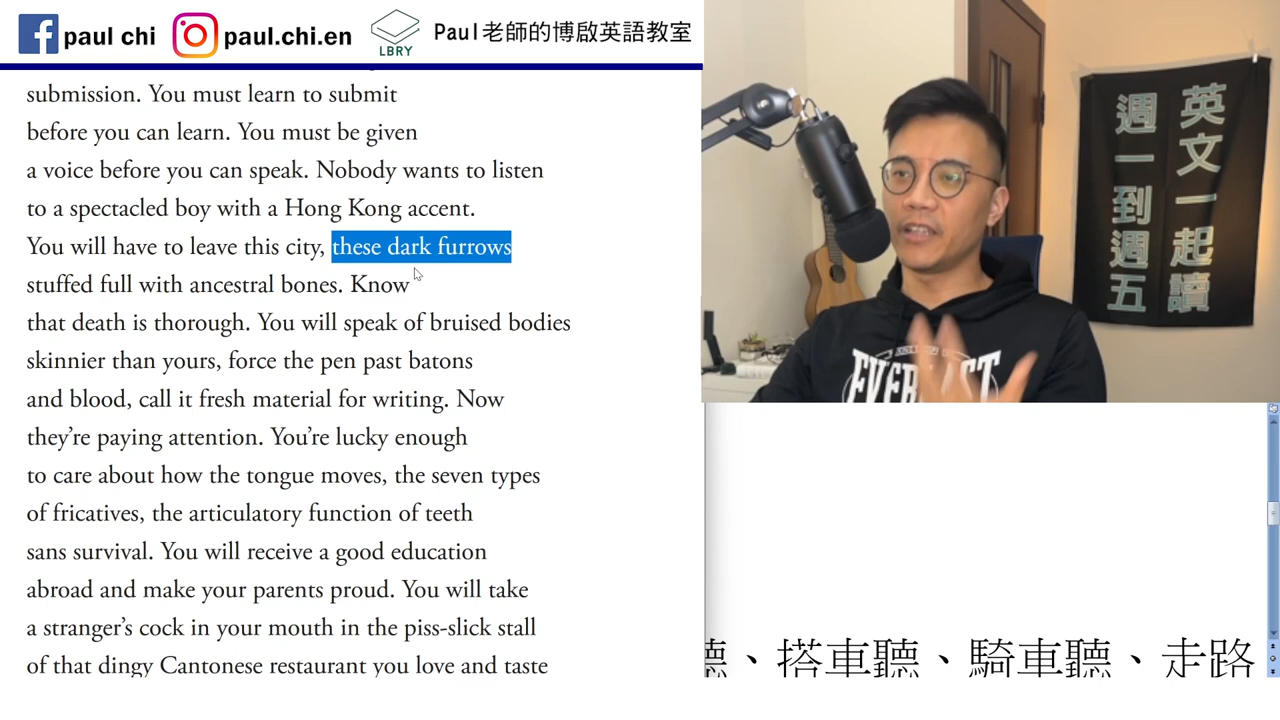 paul chi
paul.chi.en
LBRY
Paul老師的博啟英語教室
submission. You must learn to submit
before you can learn. You must be given
a voice before you can speak. Nobody wants to listen
to a spectacled boy with a Hong Kong accent.
You will have to leave this city, these dark furrows
stuffed full with ancestral bones. Know
that death is thorough. You will speak of bruised bodies
skinnier than yours, force the pen past batons
and blood, call it fresh material for writing. Now
they’re paying attention. You’re lucky enough
to care about how the tongue moves, the seven types
of fricatives, the articulatory function of teeth
sans survival. You will receive a good education
abroad and make your parents proud. You will take
a stranger’s cock in your mouth in the piss-slick stall
of that dingy Cantonese restaurant you love and taste
英文一起讀
週一到週五
EVERLAST
聽、搭車聽、騎車聽、走路